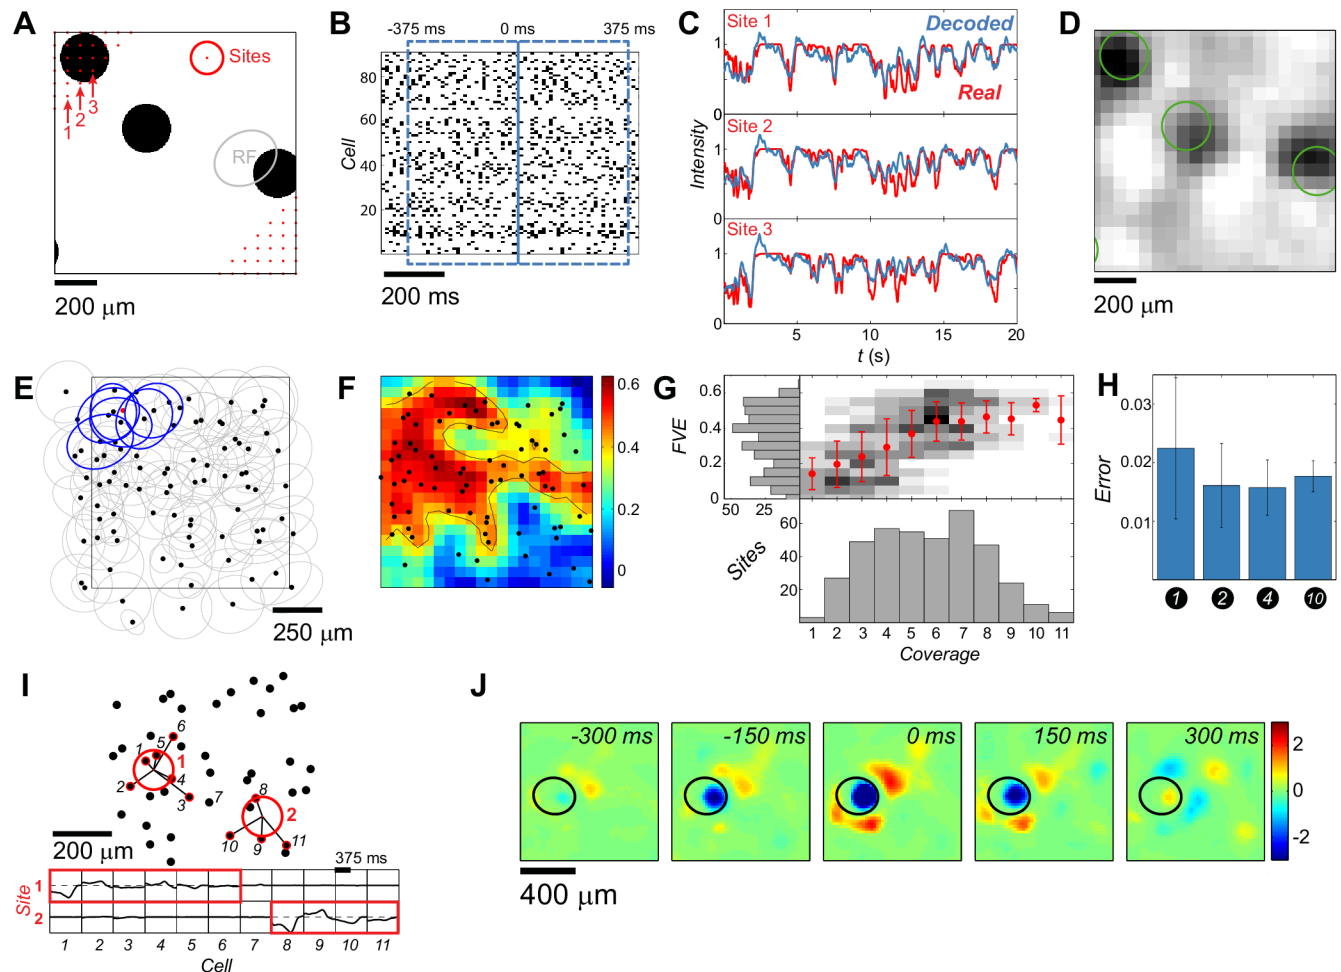 A
Sites
1
2
3
RF
200 µm
B
-375 ms 0 ms 375 ms
Cell
80
60
40
20
200 ms
C
Site 1
Decoded
Real
1
0
Site 2
Intensity
1
0
Site 3
1
0
5 10 15 20
t (s)
D
200 µm
E
250 µm
F
0.6
0.4
0.2
0
G
FVE
0.6
0.4
0.2
0
50 25
Sites
60
40
20
1 2 3 4 5 6 7 8 9 10 11
Coverage
H
Error
0.03
0.02
0.01
1 2 4 10
I
6
5
1
1
4
2
3
7
8
2
10
9
11
200 µm
375 ms
Site
1
2
1 2 3 4 5 6 7 8 9 10 11
Cell
J
-300 ms -150 ms 0 ms 150 ms 300 ms
2
0
-2
400 µm